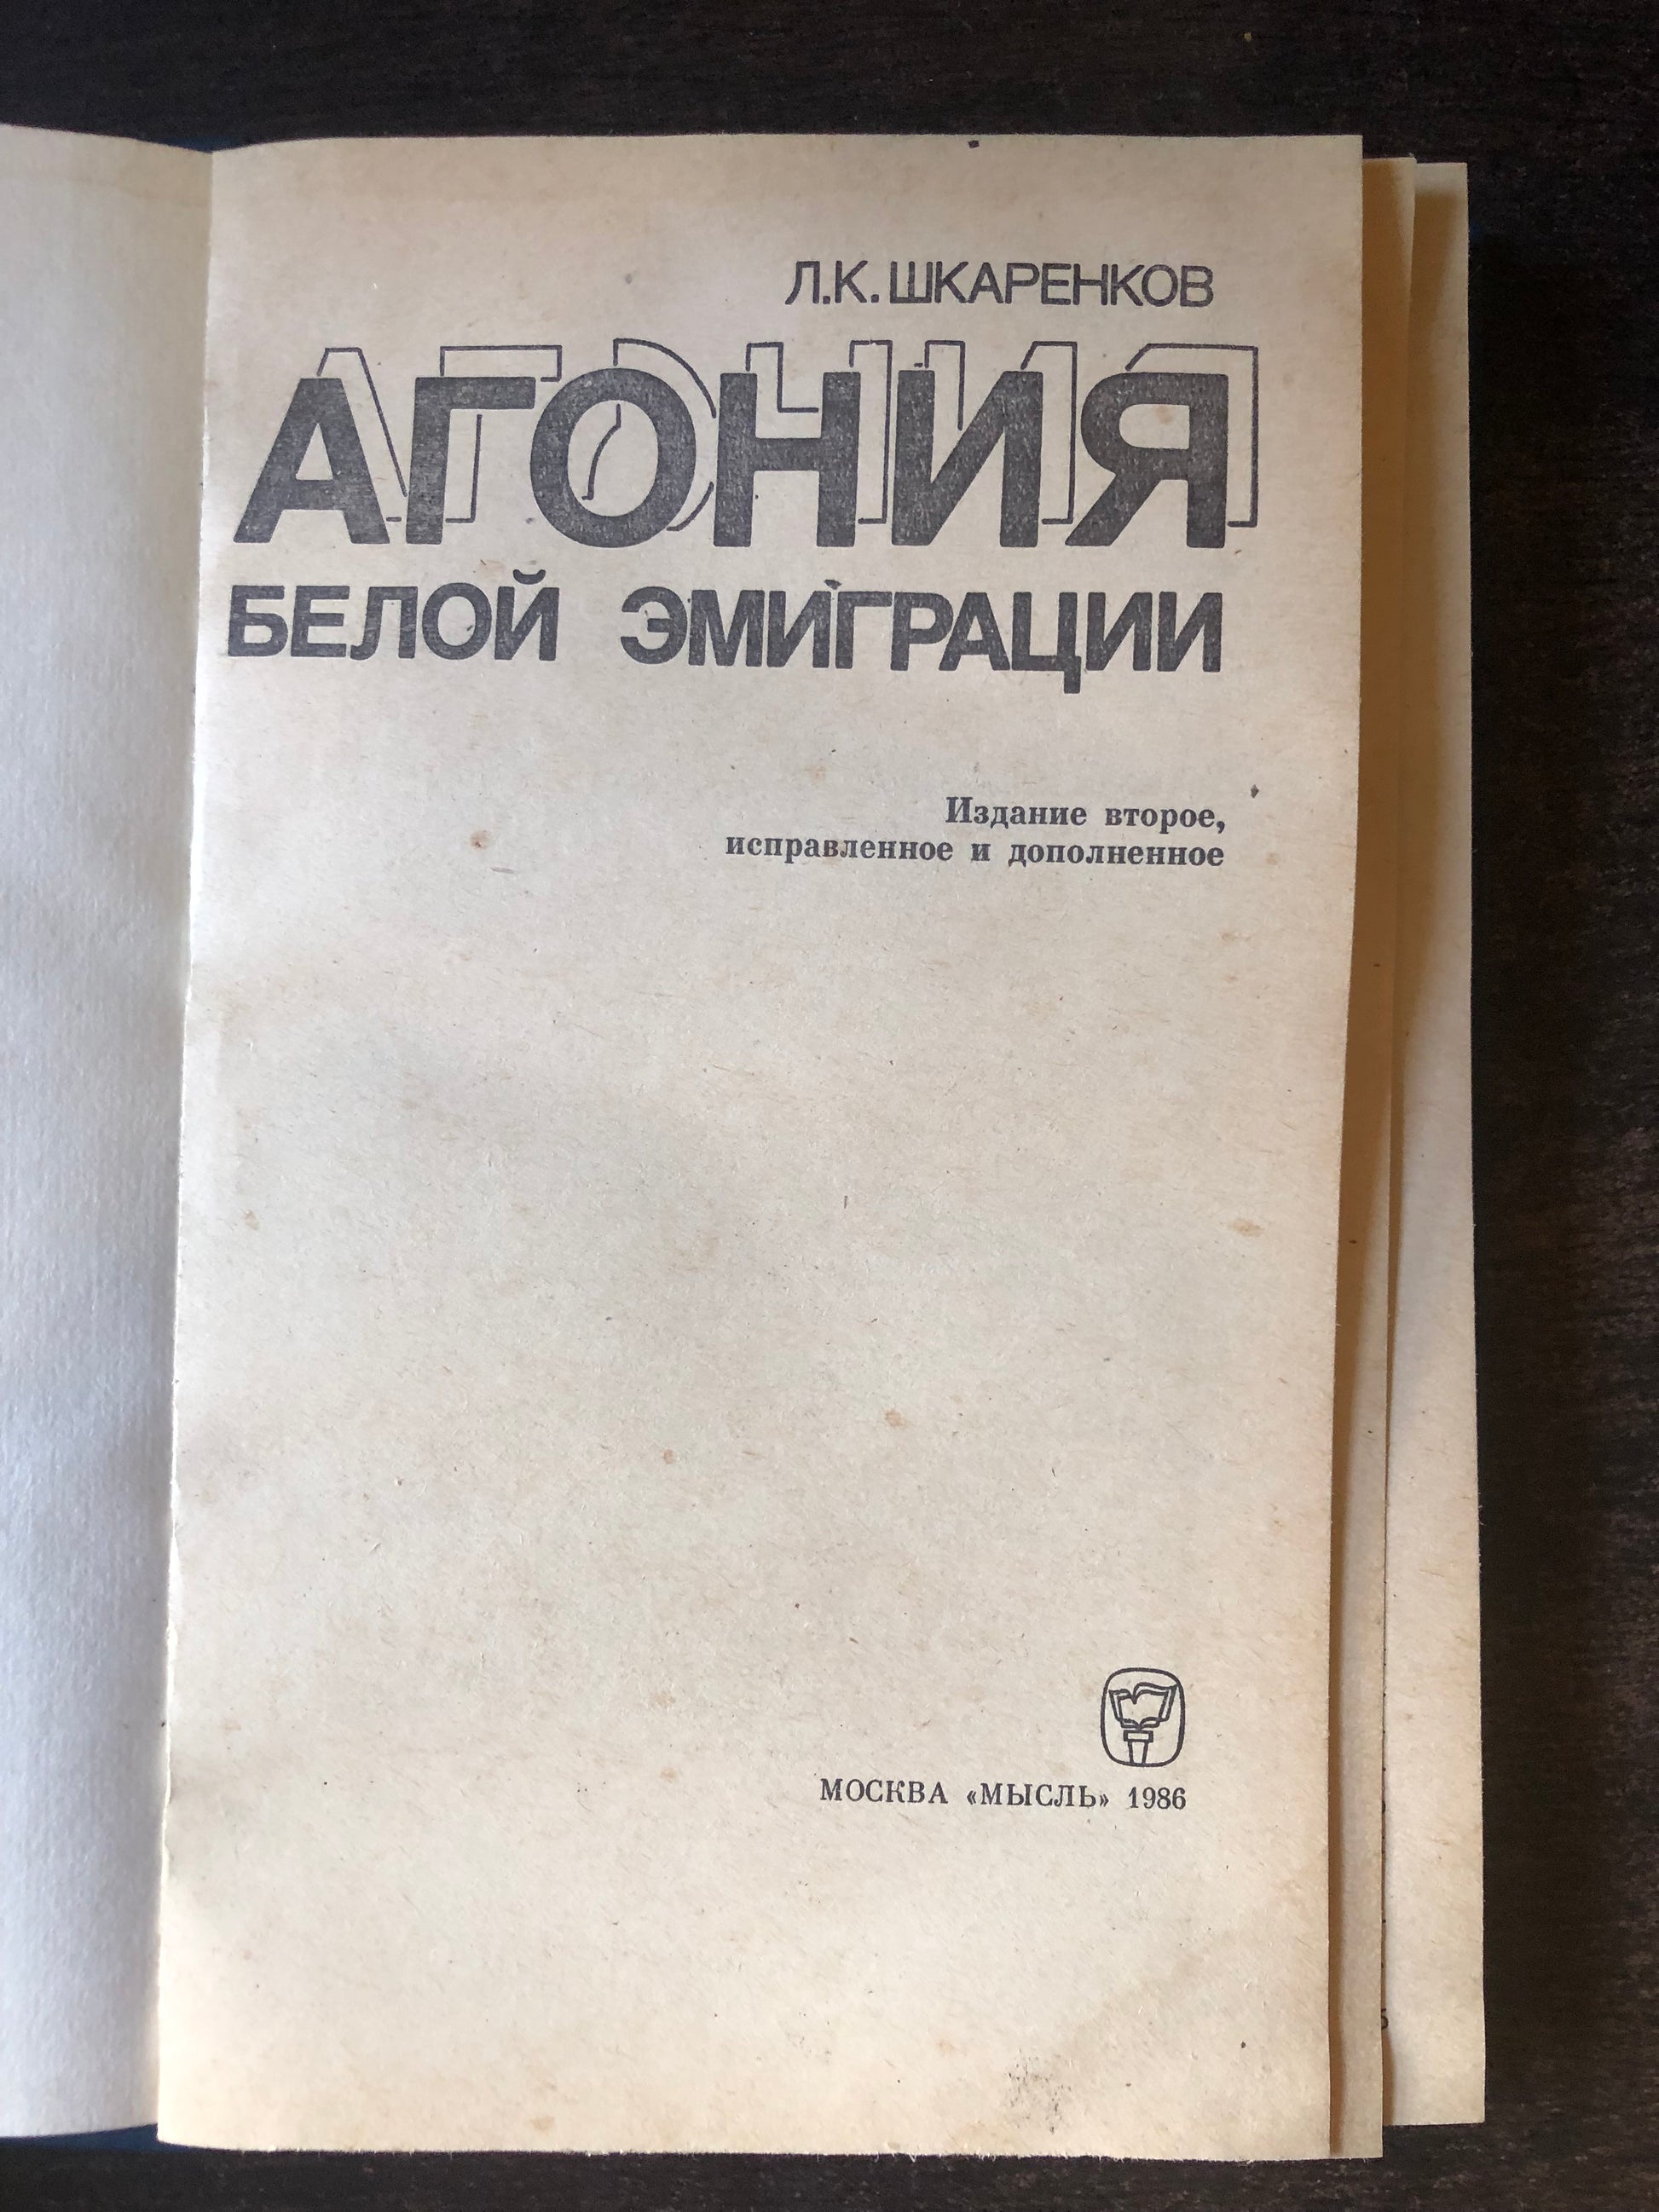 Л.К. ШКАРЕНКОВ
АГОНИЯ
БЕЛОЙ ЭМИГРАЦИИ
Издание второе,
исправленное и дополненное
МОСКВА «МЫСЛЬ» 1986